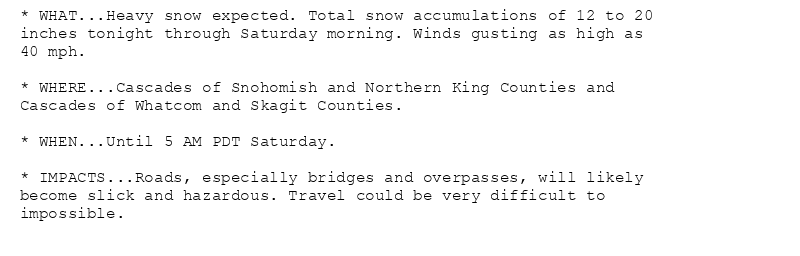 * WHAT...Heavy snow expected. Total snow accumulations of 12 to 20
inches tonight through Saturday morning. Winds gusting as high as
40 mph.
* WHERE...Cascades of Snohomish and Northern King Counties and
Cascades of Whatcom and Skagit Counties.
* WHEN...Until 5 AM PDT Saturday.
* IMPACTS...Roads, especially bridges and overpasses, will likely
become slick and hazardous. Travel could be very difficult to
impossible.